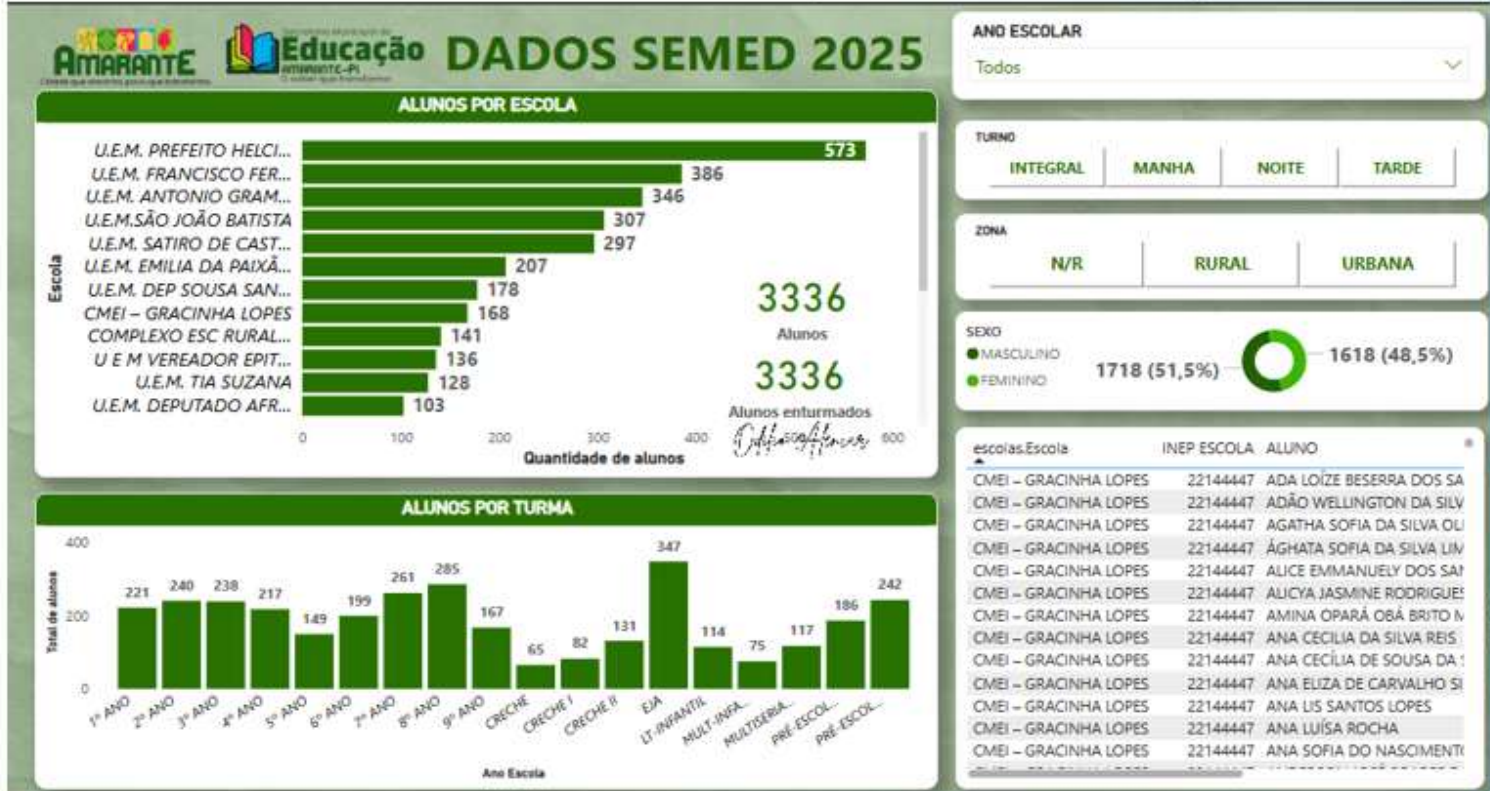 AMARANTE
Educação
AMARANTE-PI
DADOS SEMED 2025
ANO ESCOLAR
Todos
ALUNOS POR ESCOLA
Escola
U.E.M. PREFEITO HELCI... 573
U.E.M. FRANCISCO FER... 386
U.E.M. ANTONIO GRAM... 346
U.E.M.SÃO JOÃO BATISTA 307
U.E.M. SATIRO DE CAST... 297
U.E.M. EMILIA DA PAIXÃ... 207
U.E.M. DEP SOUSA SAN... 178
CMEI – GRACINHA LOPES 168
COMPLEXO ESC RURAL... 141
U E M VEREADOR EPIT... 136
U.E.M. TIA SUZANA 128
U.E.M. DEPUTADO AFR... 103
3336
Alunos
3336
Alunos enturmados
0 100 200 300 400 500 600
Quantidade de alunos
TURNO
INTEGRAL MANHA NOITE TARDE
ZONA
N/R RURAL URBANA
SEXO
MASCULINO
FEMININO
1718 (51,5%) 1618 (48,5%)
ALUNOS POR TURMA
Total de alunos
400
200
0
221 240 238 217 149 199 261 285 167 65 82 131 347 114 75 117 186 242
1º ANO 2º ANO 3º ANO 4º ANO 5º ANO 6º ANO 7º ANO 8º ANO 9º ANO CRECHE CRECHE I CRECHE II EJA LT-INFANTIL MULT-INFA... MULTISERIA... PRÉ-ESCOL... PRÉ-ESCOL...
Ano Escola
escolas.Escola INEP ESCOLA ALUNO
CMEI – GRACINHA LOPES 22144447 ADA LOÍZE BESERRA DOS SA
CMEI – GRACINHA LOPES 22144447 ADÃO WELLINGTON DA SILV
CMEI – GRACINHA LOPES 22144447 AGATHA SOFIA DA SILVA OLI
CMEI – GRACINHA LOPES 22144447 ÁGHATA SOFIA DA SILVA LIM
CMEI – GRACINHA LOPES 22144447 ALICE EMMANUELY DOS SAN
CMEI – GRACINHA LOPES 22144447 ALICYA JASMINE RODRIGUES
CMEI – GRACINHA LOPES 22144447 AMINA OPARÁ OBÁ BRITO M
CMEI – GRACINHA LOPES 22144447 ANA CECILIA DA SILVA REIS
CMEI – GRACINHA LOPES 22144447 ANA CECÍLIA DE SOUSA DA S
CMEI – GRACINHA LOPES 22144447 ANA ELIZA DE CARVALHO SI
CMEI – GRACINHA LOPES 22144447 ANA LIS SANTOS LOPES
CMEI – GRACINHA LOPES 22144447 ANA LUÍSA ROCHA
CMEI – GRACINHA LOPES 22144447 ANA SOFIA DO NASCIMENTO